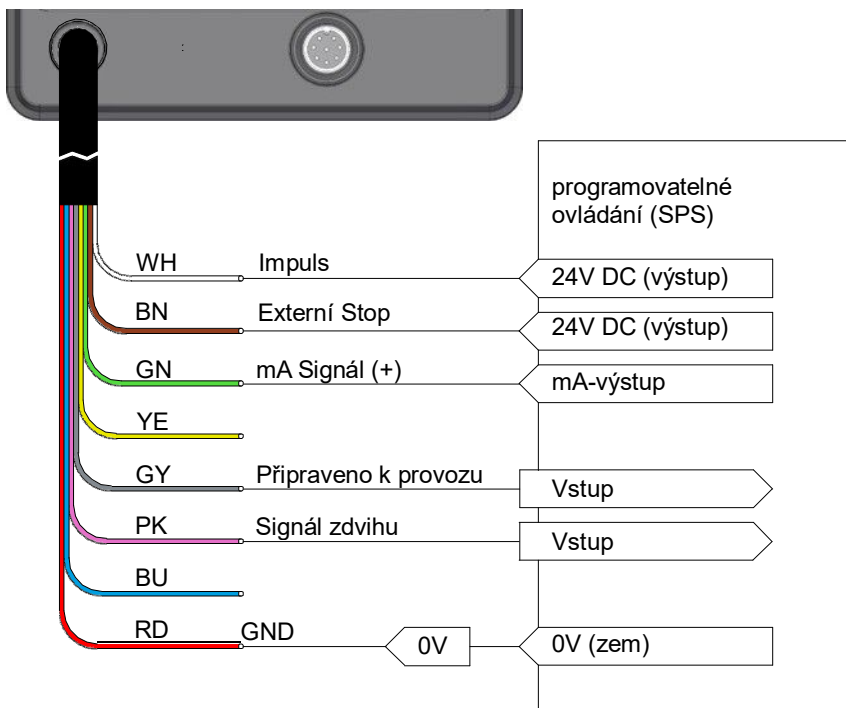 programovatelné
ovládání (SPS)
WH Impuls 24V DC (výstup)
BN Externí Stop 24V DC (výstup)
GN mA Signál (+) mA-výstup
YE
GY Připraveno k provozu Vstup
PK Signál zdvihu Vstup
BU
RD GND 0V 0V (zem)